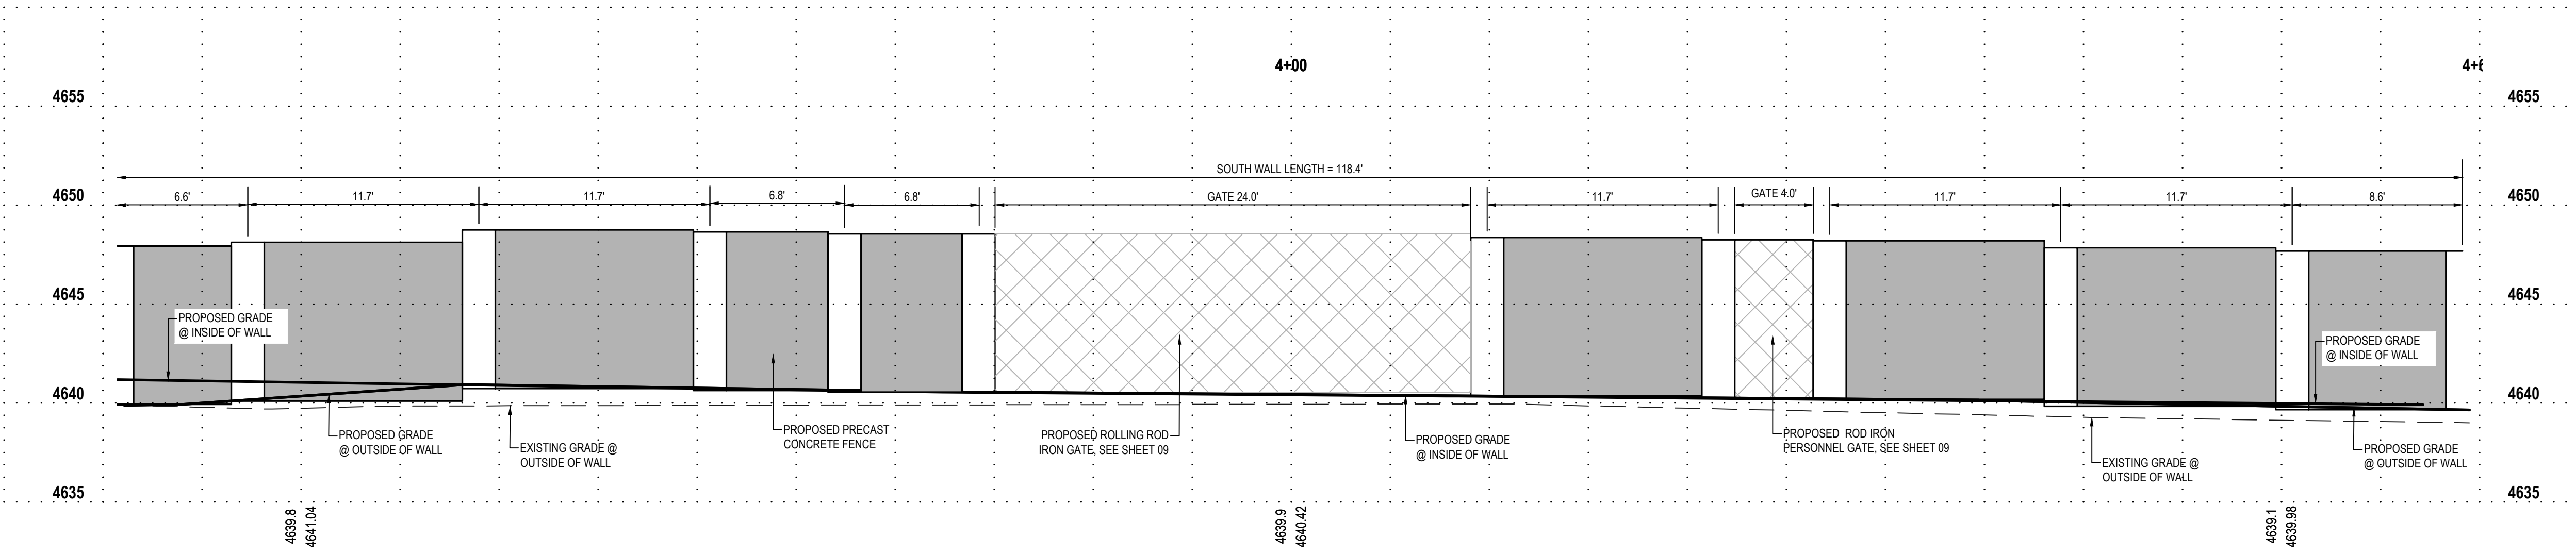 4+00
4655
4655
SOUTH WALL LENGTH = 118.4'
4650
6.6'
11.7'
11.7'
6.8'
6.8'
GATE 24.0'
11.7'
GATE 4.0'
11.7'
11.7'
8.6'
4650
4645
4645
PROPOSED GRADE
@ INSIDE OF WALL
PROPOSED GRADE
@ INSIDE OF WALL
4640
4640
PROPOSED GRADE
@ OUTSIDE OF WALL
EXISTING GRADE @
OUTSIDE OF WALL
PROPOSED PRECAST
CONCRETE FENCE
PROPOSED ROLLING ROD
IRON GATE, SEE SHEET 09
PROPOSED GRADE
@ INSIDE OF WALL
PROPOSED ROD IRON
PERSONNEL GATE, SEE SHEET 09
EXISTING GRADE @
OUTSIDE OF WALL
PROPOSED GRADE
@ OUTSIDE OF WALL
4635
4635
4639.8
4641.04
4639.9
4640.42
4639.1
4639.98